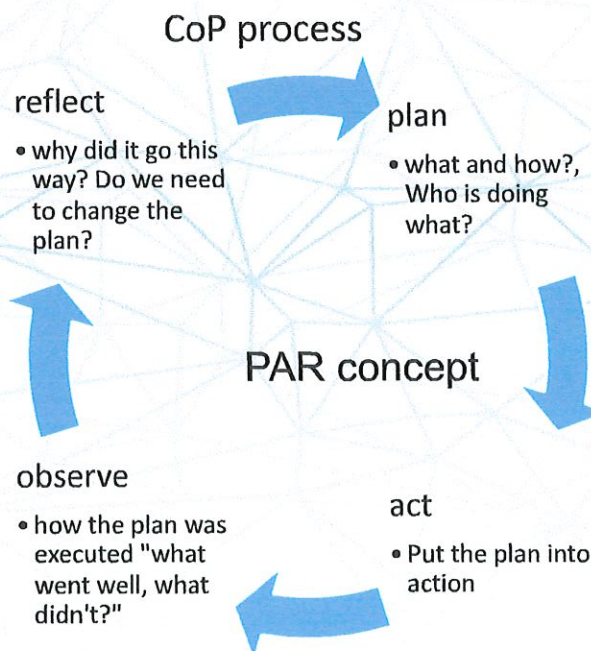 CoP process
reflect
• why did it go this
way? Do we need
to change the
plan?
plan
• what and how?,
Who is doing
what?
PAR concept
observe
• how the plan was
executed "what
went well, what
didn't?"
act
• Put the plan into
action